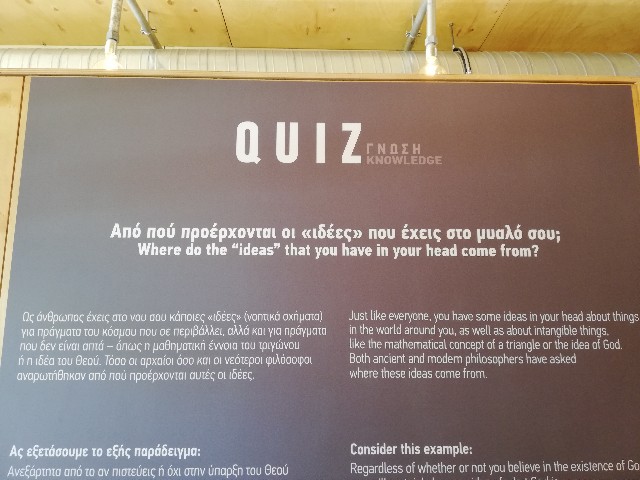 QUIZ
ΓΝΩΣΗ
KNOWLEDGE
Από πού προέρχονται οι «ιδέες» που έχεις στο μυαλό σου;
Where do the “ideas” that you have in your head come from?
Ως άνθρωπος έχεις στο νου σου κάποιες «ιδέες» (νοητικά σχήματα)
για πράγματα του κόσμου που σε περιβάλλει, αλλά και για πράγματα
που δεν είναι απτά – όπως η μαθηματική έννοια του τριγώνου
ή η ιδέα του Θεού. Τόσο οι αρχαίοι όσο και οι νεότεροι φιλόσοφοι
αναρωτήθηκαν από πού προέρχονται αυτές οι ιδέες.
Just like everyone, you have some ideas in your head about things
in the world around you, as well as about intangible things,
like the mathematical concept of a triangle or the idea of God.
Both ancient and modern philosophers have asked
where these ideas come from.
Ας εξετάσουμε το εξής παράδειγμα:
Ανεξάρτητα από το αν πιστεύεις ή όχι στην ύπαρξη του Θεού
Consider this example:
Regardless of whether or not you believe in the existence of Go